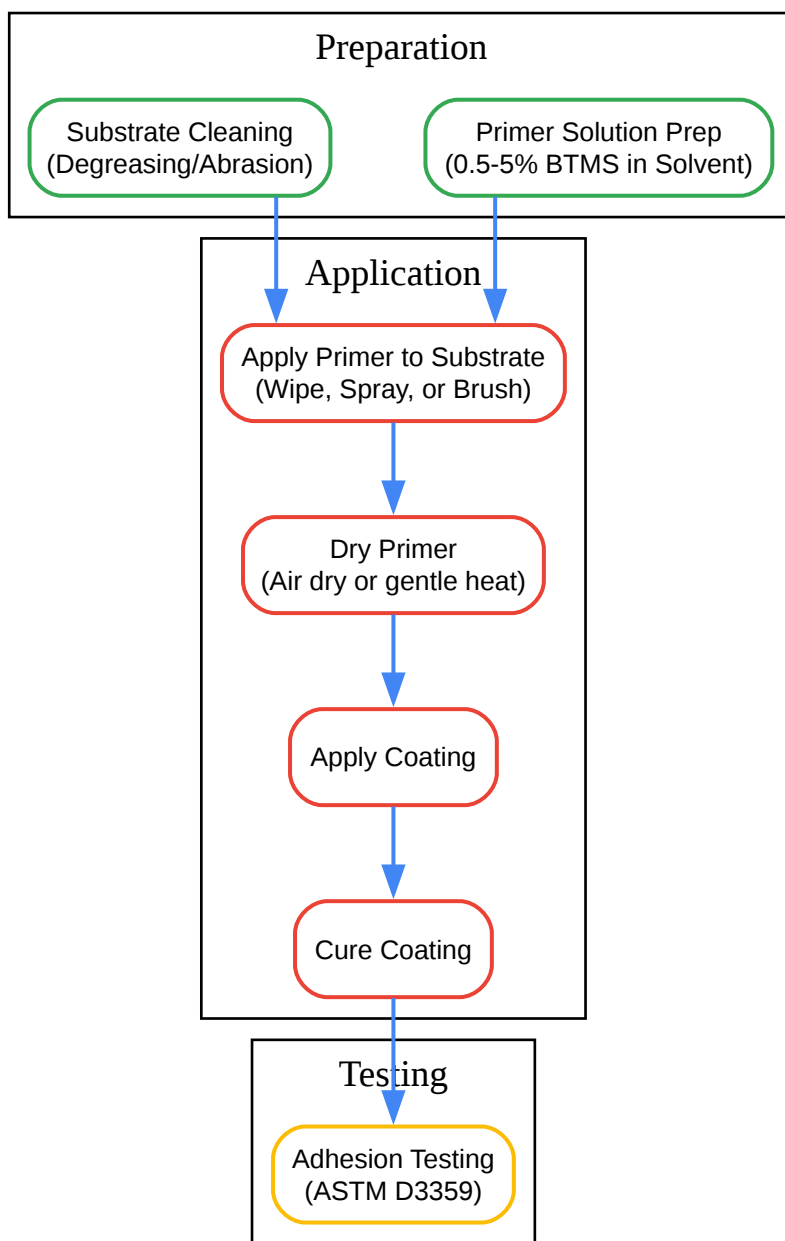 Preparation
Substrate Cleaning
(Degreasing/Abrasion)
Primer Solution Prep
(0.5-5% BTMS in Solvent)
Application
Apply Primer to Substrate
(Wipe, Spray, or Brush)
Dry Primer
(Air dry or gentle heat)
Apply Coating
Cure Coating
Testing
Adhesion Testing
(ASTM D3359)